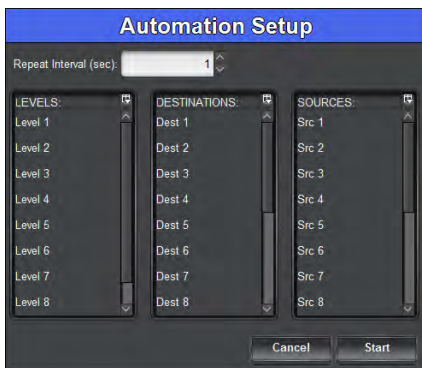 Automation Setup
Repeat Interval (sec): 1
LEVELS:
Level 1
Level 2
Level 3
Level 4
Level 5
Level 6
Level 7
Level 8
DESTINATIONS:
Dest 1
Dest 2
Dest 3
Dest 4
Dest 5
Dest 6
Dest 7
Dest 8
SOURCES:
Src 1
Src 2
Src 3
Src 4
Src 5
Src 6
Src 7
Src 8
Cancel
Start